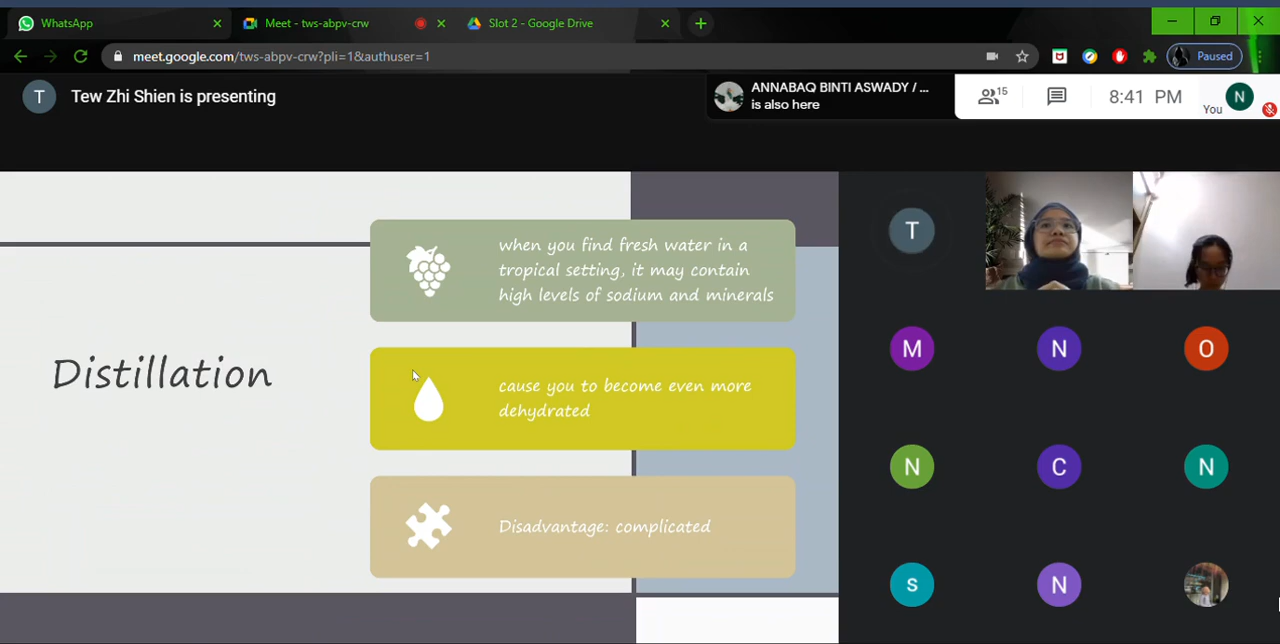 WhatsApp
Meet - tws-abpv-crw
Slot 2 - Google Drive
meet.google.com/tws-abpv-crw?pli=1&authuser=1
Paused
T
Tew Zhi Shien is presenting
ANNABAQ BINTI ASWADY / ...
is also here
15
8:41 PM
You
N
Distillation
when you find fresh water in a
tropical setting, it may contain
high levels of sodium and minerals
cause you to become even more
dehydrated
Disadvantage: complicated
T
M
N
O
N
C
N
s
N